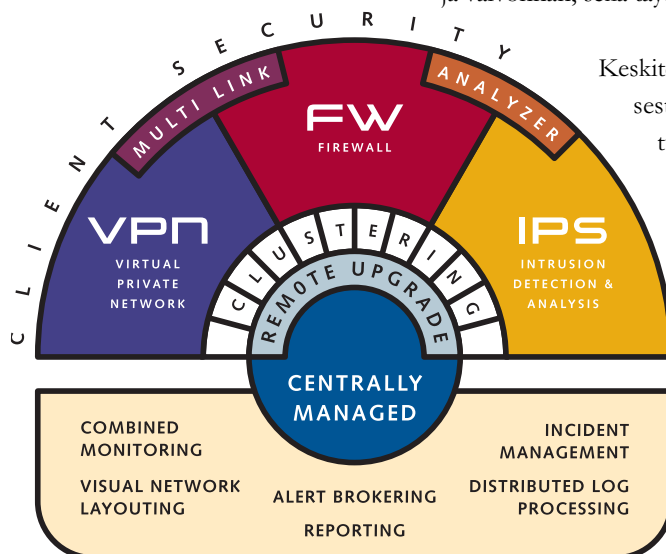 CLIENT SECURITY
Keskit
MULTI LINK
ANALYZER
FW
FIREWALL
VPN
VIRTUAL
PRIVATE
NETWORK
IPS
INTRUSION
DETECTION &
ANALYSIS
CLUSTERING
REMOTE UPGRADE
CENTRALLY
MANAGED
COMBINED
MONITORING
VISUAL NETWORK
LAYOUTING
ALERT BROKERING
REPORTING
INCIDENT
MANAGEMENT
DISTRIBUTED LOG
PROCESSING